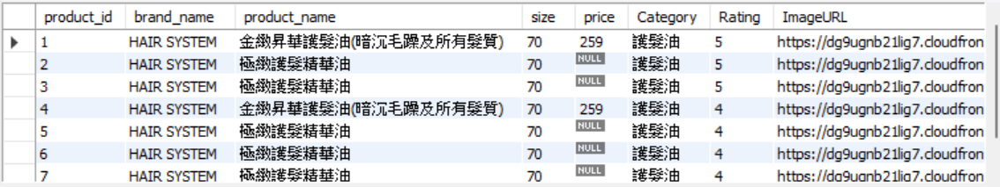 product_id brand_name product_name size price Category Rating ImageURL
1 HAIR SYSTEM 金緻昇華護髮油(暗沉毛躁及所有髮質) 70 259 護髮油 5 https://dg9ugnb21lig7.cloudfron
2 HAIR SYSTEM 極緻護髮精華油 70 NULL 護髮油 5 https://dg9ugnb21lig7.cloudfron
3 HAIR SYSTEM 極緻護髮精華油 70 NULL 護髮油 5 https://dg9ugnb21lig7.cloudfron
4 HAIR SYSTEM 金緻昇華護髮油(暗沉毛躁及所有髮質) 70 259 護髮油 4 https://dg9ugnb21lig7.cloudfron
5 HAIR SYSTEM 極緻護髮精華油 70 NULL 護髮油 4 https://dg9ugnb21lig7.cloudfron
6 HAIR SYSTEM 極緻護髮精華油 70 NULL 護髮油 4 https://dg9ugnb21lig7.cloudfron
7 HAIR SYSTEM 極緻護髮精華油 70 NULL 護髮油 4 https://dg9ugnb21lig7.cloudfron